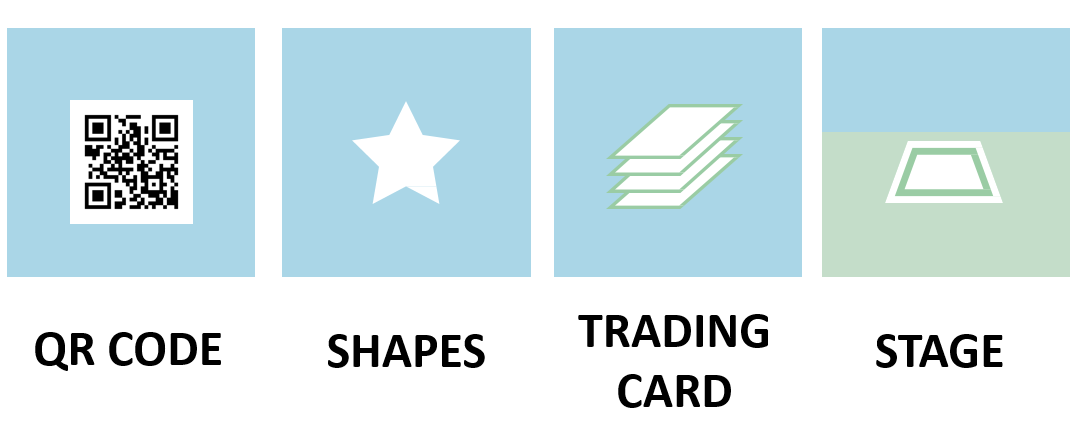 QR CODE
SHAPES
TRADING
CARD
STAGE